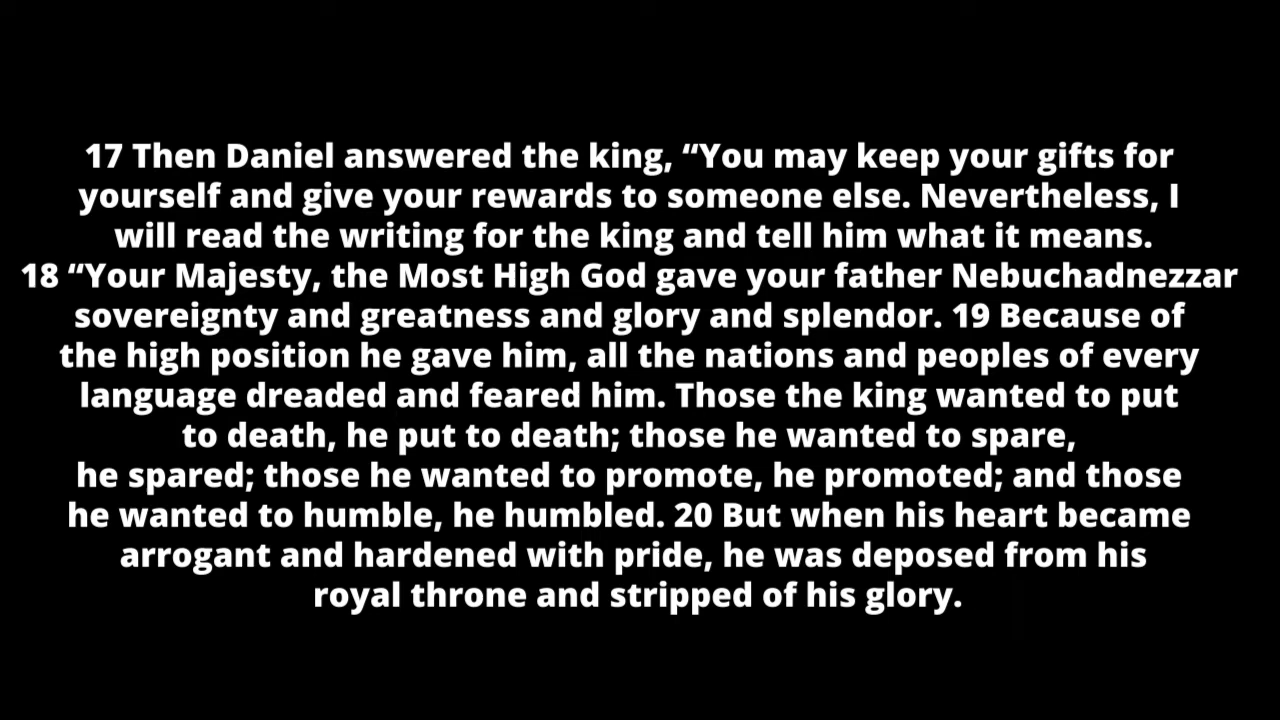 17 Then Daniel answered the king, “You may keep your gifts for
yourself and give your rewards to someone else. Nevertheless, I
will read the writing for the king and tell him what it means.
18 “Your Majesty, the Most High God gave your father Nebuchadnezzar
sovereignty and greatness and glory and splendor. 19 Because of
the high position he gave him, all the nations and peoples of every
language dreaded and feared him. Those the king wanted to put
to death, he put to death; those he wanted to spare,
he spared; those he wanted to promote, he promoted; and those
he wanted to humble, he humbled. 20 But when his heart became
arrogant and hardened with pride, he was deposed from his
royal throne and stripped of his glory.